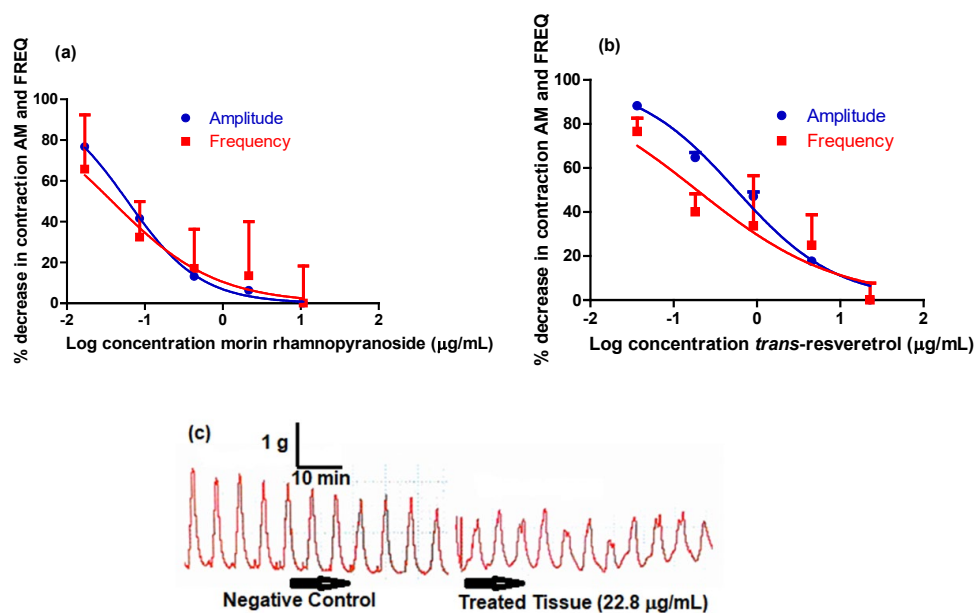 (a)
% decrease in contraction AM and FREQ
100
80
60
40
20
0
Amplitude
Frequency
-2 -1 0 1 2
Log concentration morin rhamnopyranoside (μg/mL)
(b)
% decrease in contraction AM and FREQ
100
80
60
40
20
0
Amplitude
Frequency
-2 -1 0 1 2
Log concentration trans-resveretrol (μg/mL)
(c)
1 g
10 min
Negative Control
Treated Tissue (22.8 μg/mL)